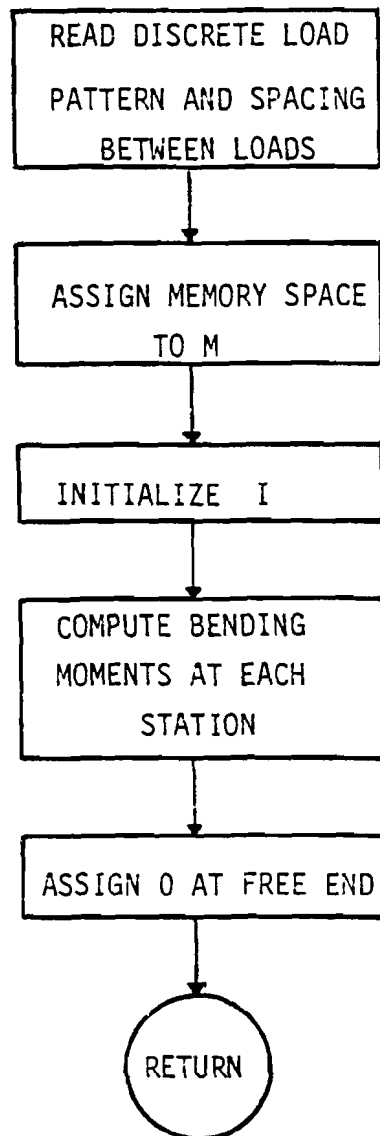 READ DISCRETE LOAD
PATTERN AND SPACING
BETWEEN LOADS
ASSIGN MEMORY SPACE
TO M
INITIALIZE I
COMPUTE BENDING
MOMENTS AT EACH
STATION
ASSIGN 0 AT FREE END
RETURN